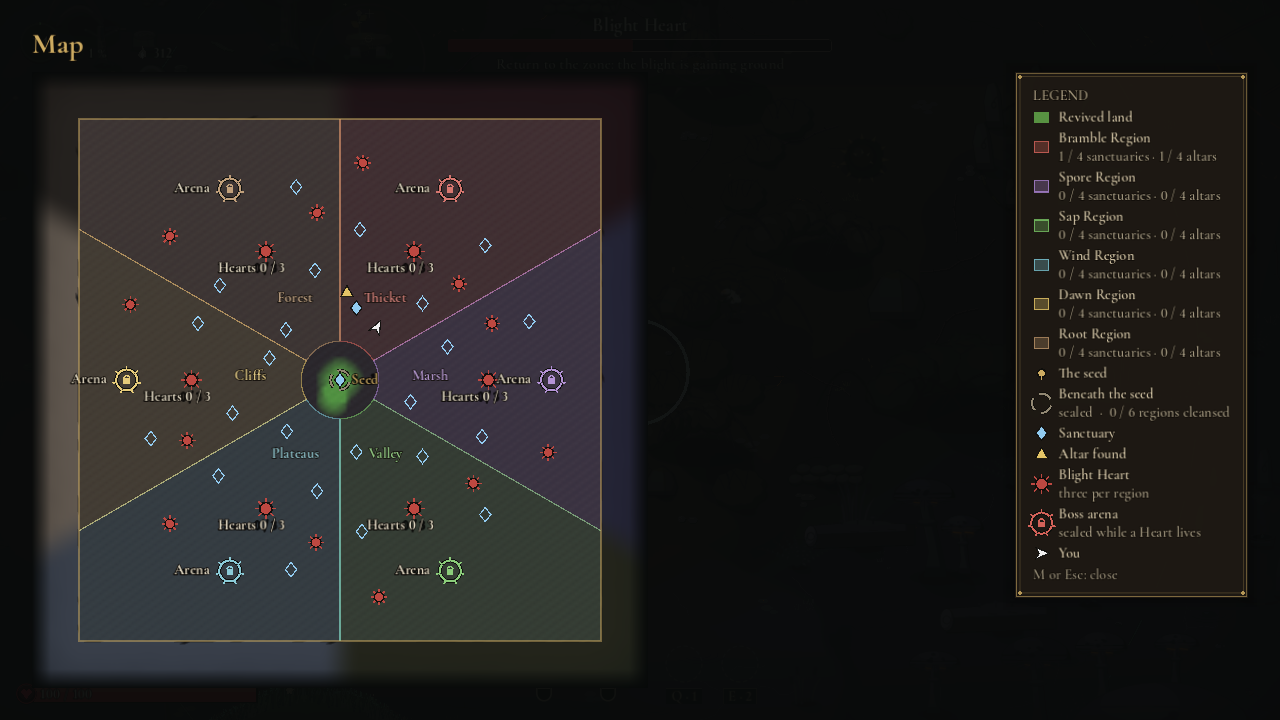 Blight Heart
Map
312
Return to the zone: the Blight is gaining ground
LEGEND
Revived land
Bramble Region
1 / 4 sanctuaries · 1 / 4 altars
Spore Region
0 / 4 sanctuaries · 0 / 4 altars
Sap Region
0 / 4 sanctuaries · 0 / 4 altars
Wind Region
0 / 4 sanctuaries · 0 / 4 altars
Dawn Region
0 / 4 sanctuaries · 0 / 4 altars
Root Region
0 / 4 sanctuaries · 0 / 4 altars
The seed
Beneath the seed
sealed · 0 / 6 regions cleansed
Sanctuary
Altar found
Blight Heart
three per region
Boss arena
sealed while a Heart lives
You
M or Esc: close
Arena
Arena
Hearts 0 / 3
Hearts 0 / 3
Forest
Thicket
Arena
Cliffs
Seed
Marsh
Arena
Hearts 0 / 3
Hearts 0 / 3
Plateaus
Valley
Hearts 0 / 3
Hearts 0 / 3
Arena
Arena